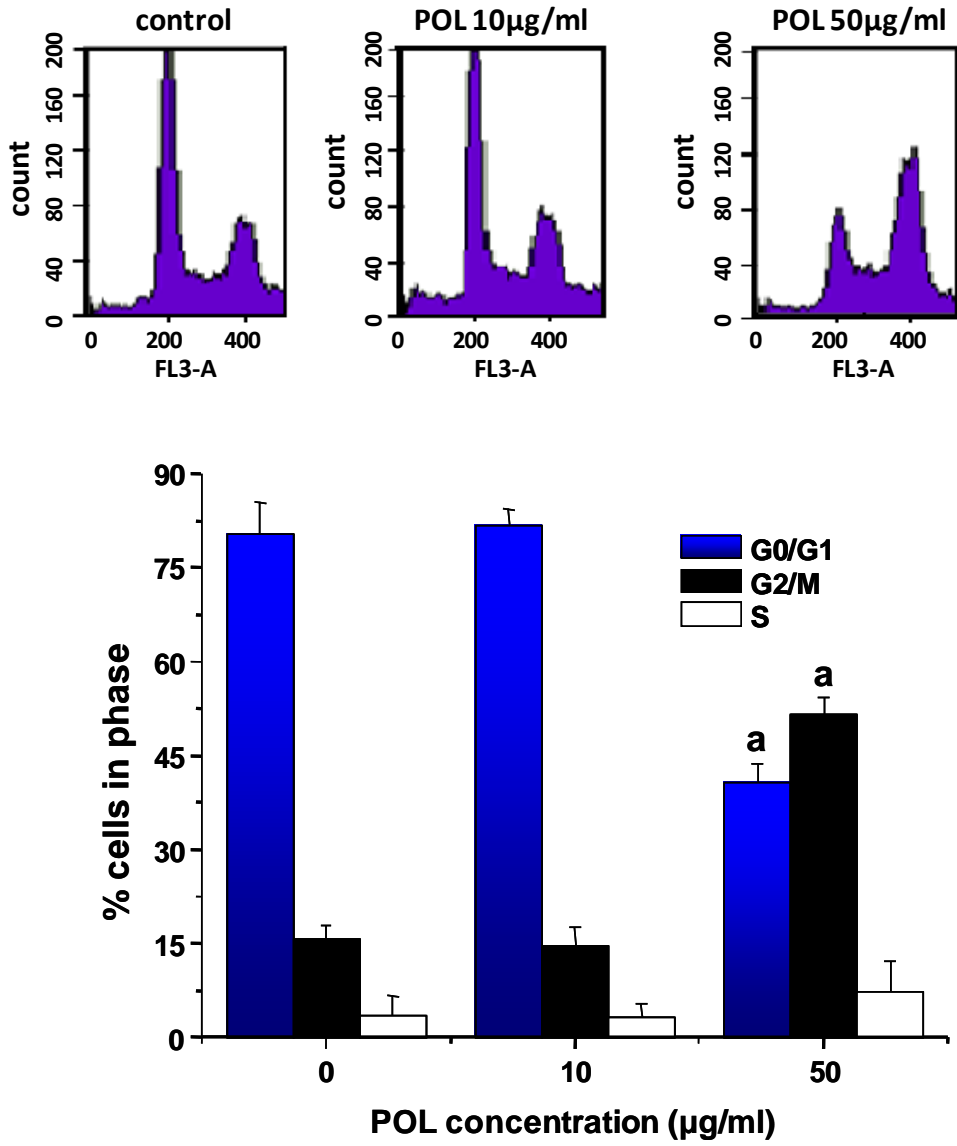 control
POL 10µg/ml
POL 50µg/ml
200
160
120
80
40
0
count
0 200 400
FL3-A
200
160
120
80
40
0
count
0 200 400
FL3-A
200
160
120
80
40
0
count
0 200 400
FL3-A
90
75
60
45
30
15
0
% cells in phase
G0/G1
G2/M
S
a
a
0 10 50
POL concentration (µg/ml)